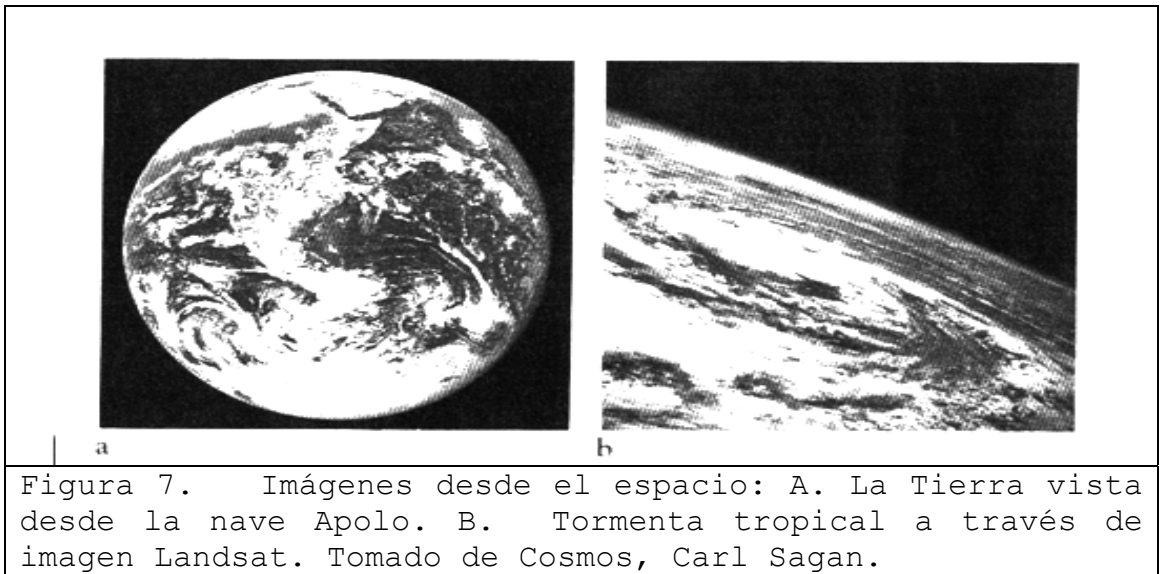 a
b
Figura 7. Imágenes desde el espacio: A. La Tierra vista
desde la nave Apolo. B. Tormenta tropical a través de
imagen Landsat. Tomado de Cosmos, Carl Sagan.